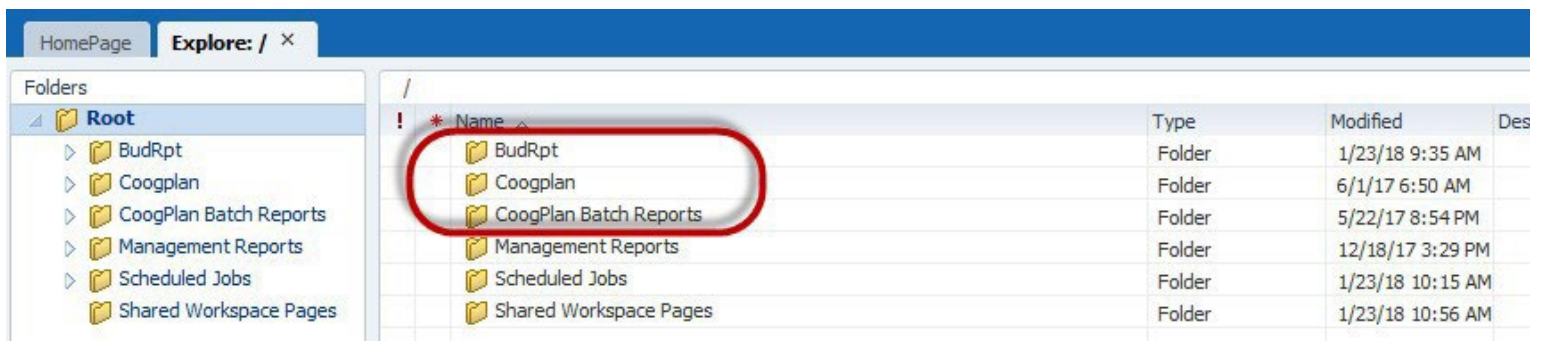 HomePage Explore: / ×
Folders /
Root ! * Name Type Modified Des
BudRpt BudRpt Folder 1/23/18 9:35 AM
Coogplan Coogplan Folder 6/1/17 6:50 AM
CoogPlan Batch Reports CoogPlan Batch Reports Folder 5/22/17 8:54 PM
Management Reports Management Reports Folder 12/18/17 3:29 PM
Scheduled Jobs Scheduled Jobs Folder 1/23/18 10:15 AM
Shared Workspace Pages Shared Workspace Pages Folder 1/23/18 10:56 AM